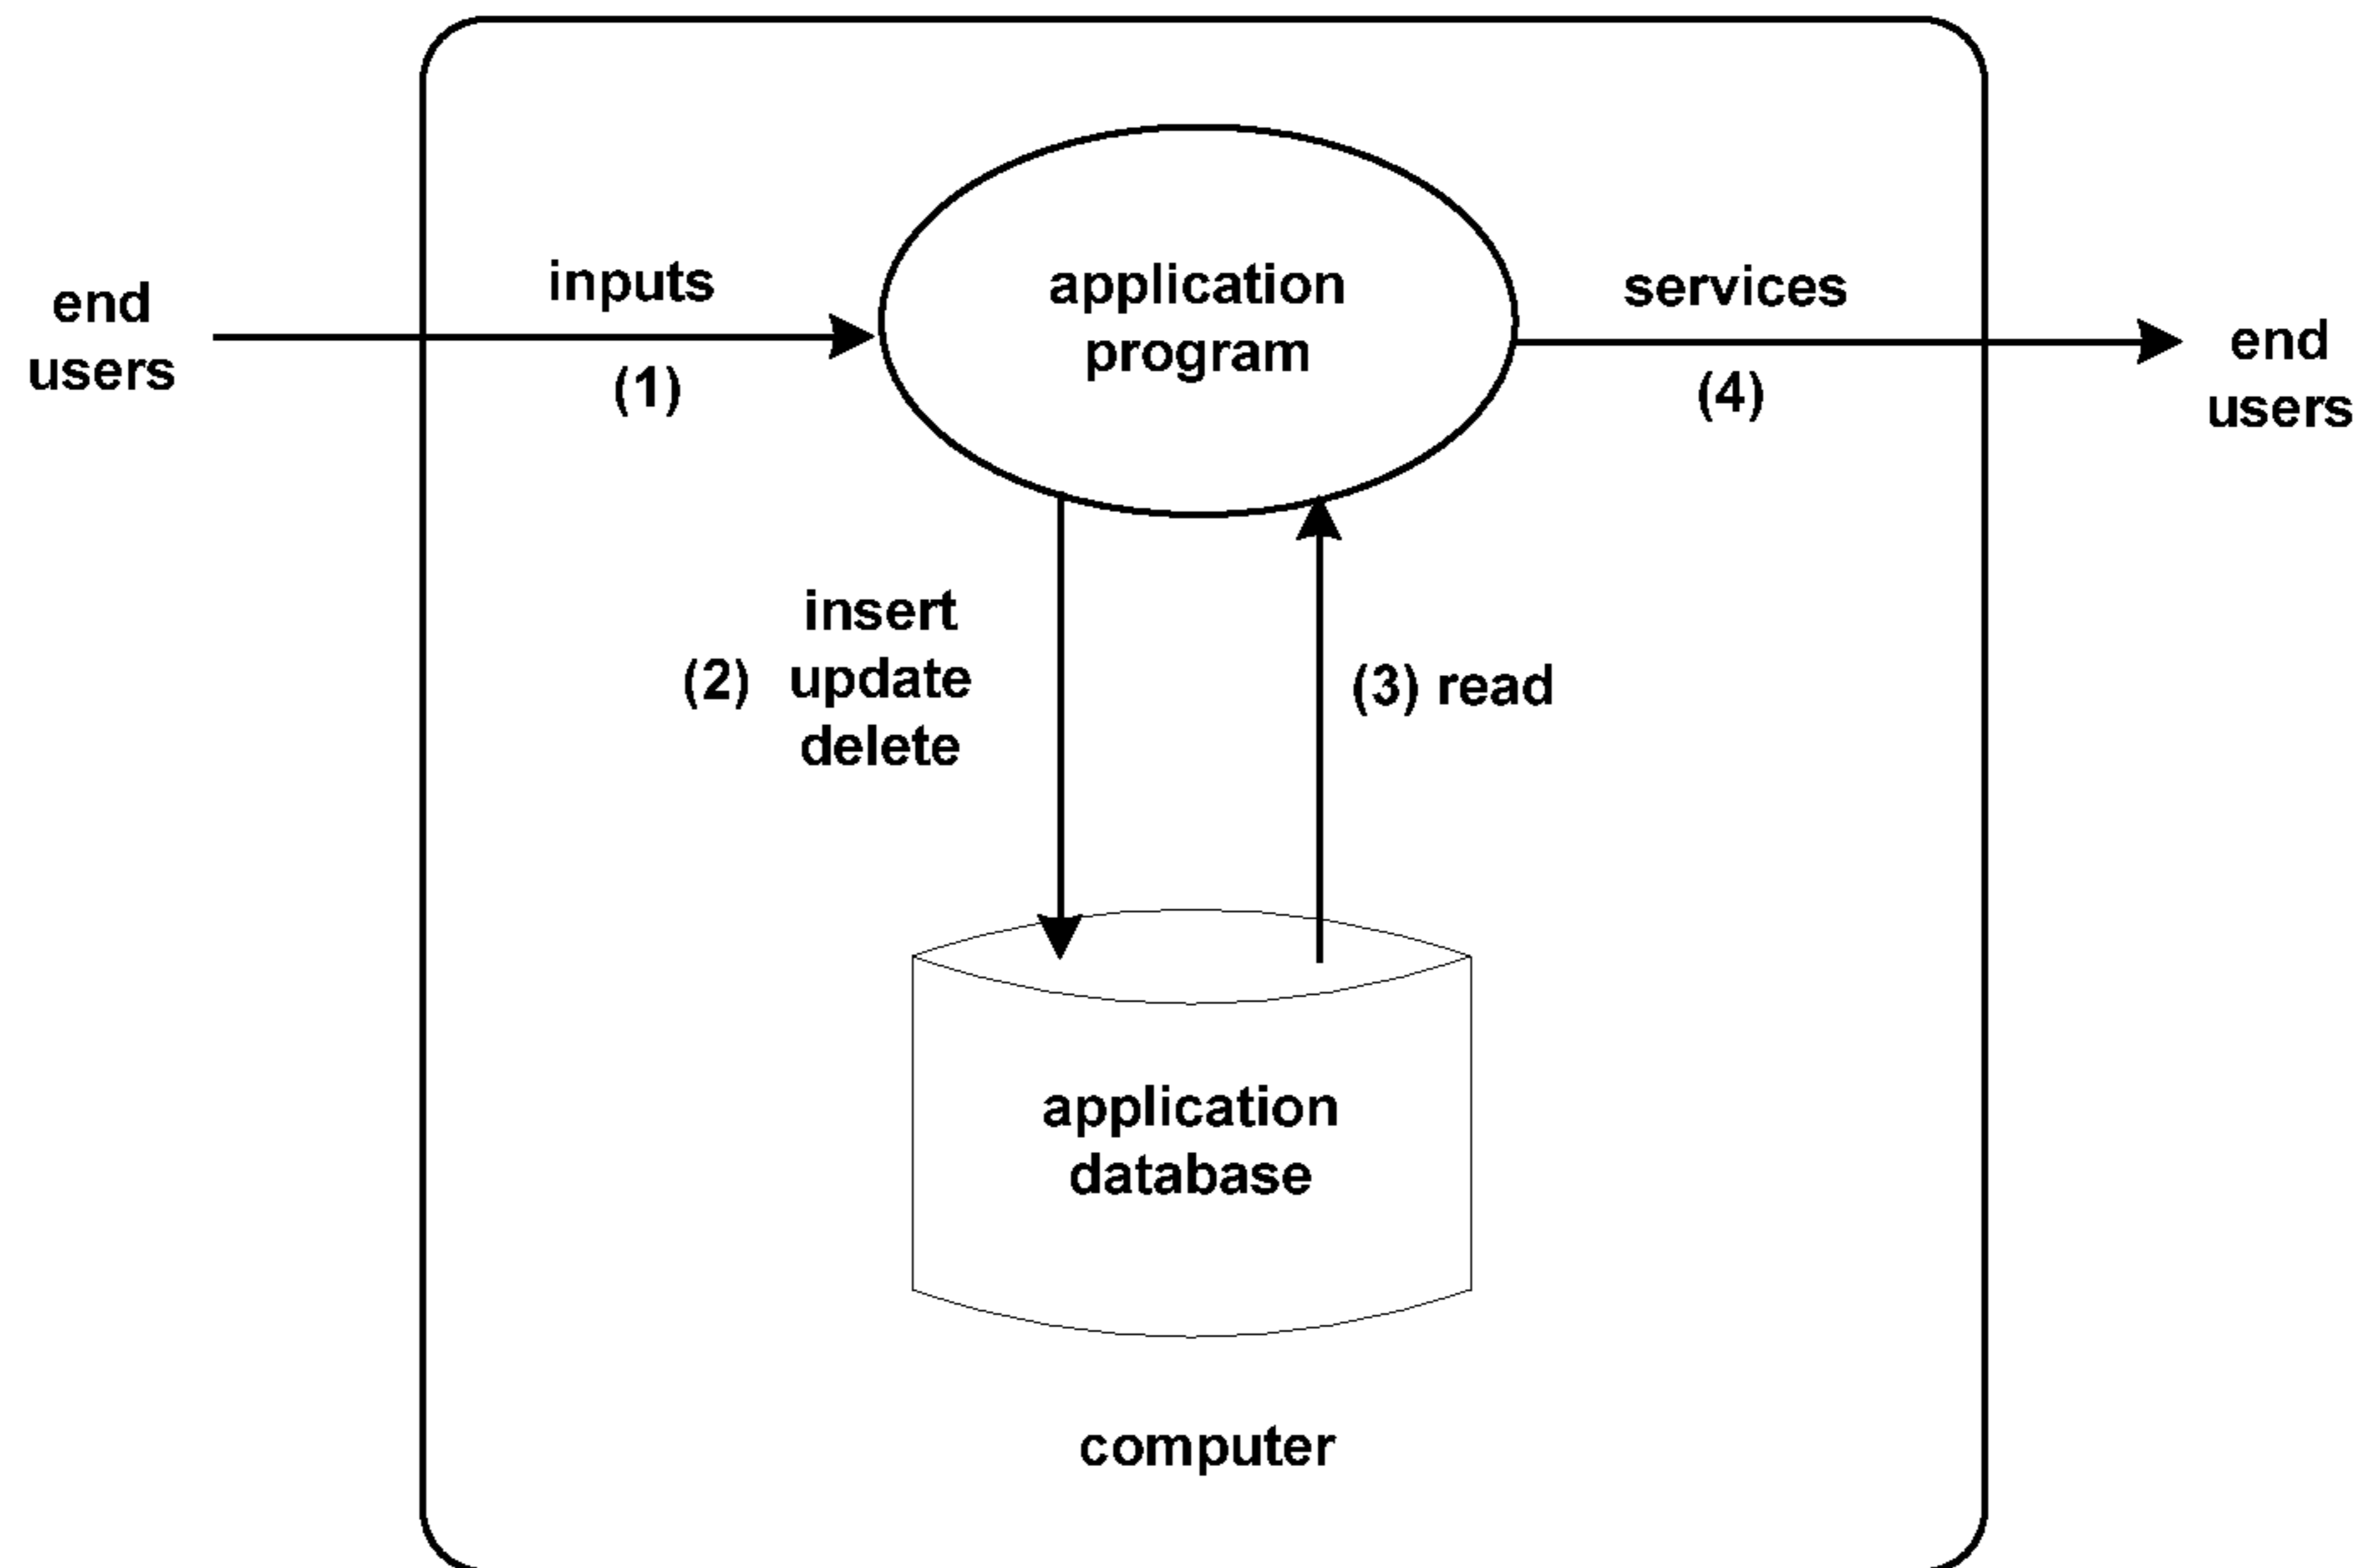 end
users
inputs
(1)
application
program
services
(4)
end
users
insert
(2) update
delete
(3) read
application
database
computer